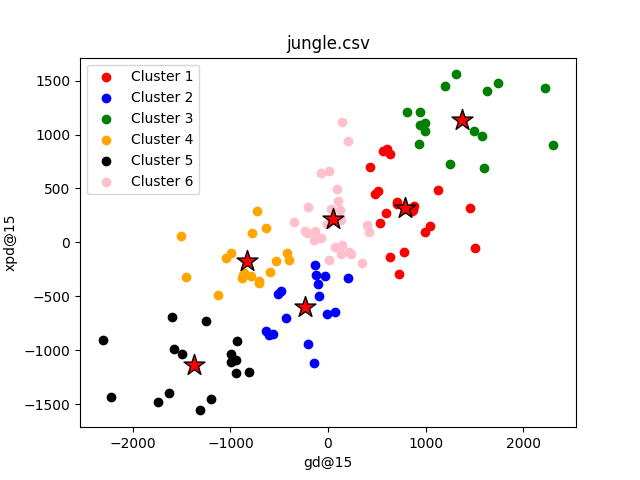 jungle.csv
Cluster 1
Cluster 2
Cluster 3
Cluster 4
Cluster 5
Cluster 6
1500
1000
500
0
−500
−1000
−1500
xpd@15
−2000 −1000 0 1000 2000
gd@15